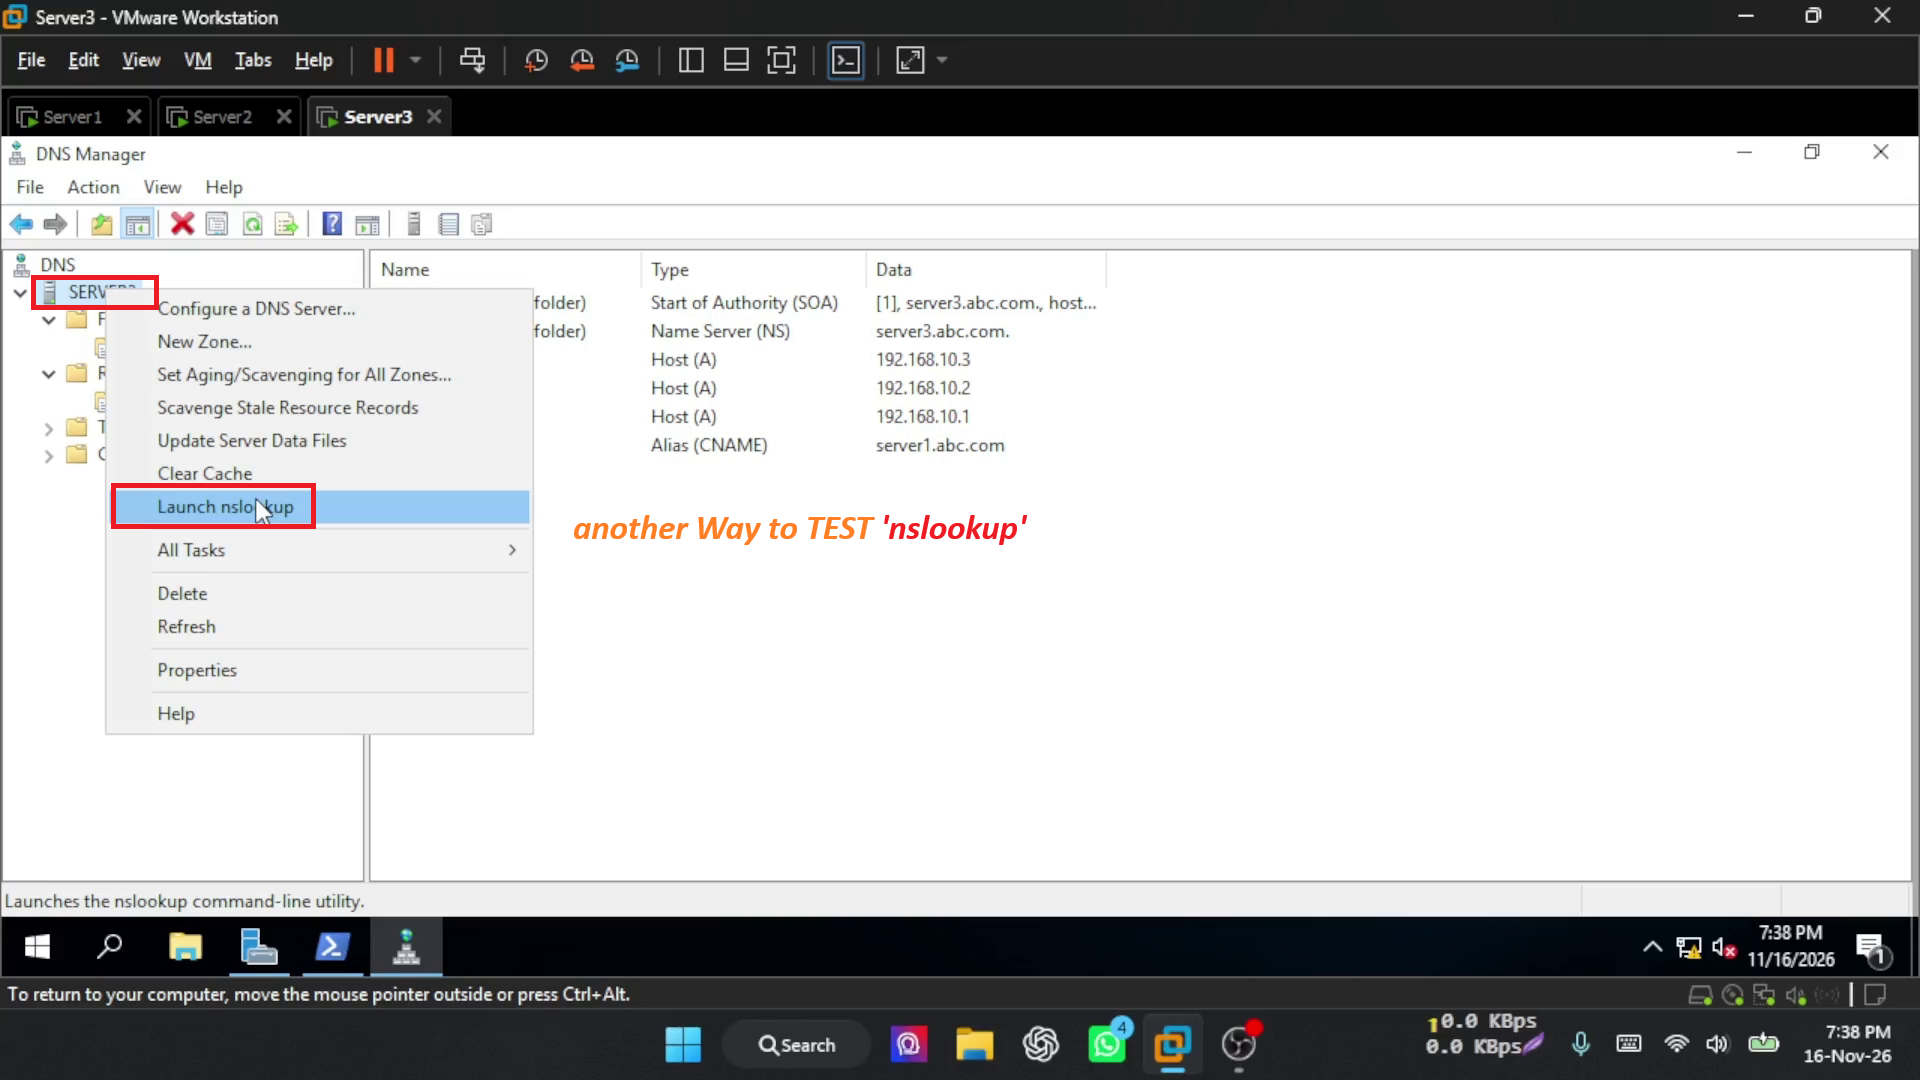 Server3 - VMware Workstation
File Edit View VM Tabs Help
Server1 Server2 Server3
DNS Manager
File Action View Help
DNS
Name Type Data
Configure a DNS Server...
New Zone...
Set Aging/Scavenging for All Zones...
Scavenge Stale Resource Records
Update Server Data Files
Clear Cache
Launch nslookup
All Tasks
Delete
Refresh
Properties
Help
folder) Start of Authority (SOA) [1], server3.abc.com., host...
folder) Name Server (NS) server3.abc.com.
Host (A) 192.168.10.3
Host (A) 192.168.10.2
Host (A) 192.168.10.1
Alias (CNAME) server1.abc.com
another Way to TEST 'nslookup'
Launches the nslookup command-line utility.
7:38 PM
11/16/2026
1
To return to your computer, move the mouse pointer outside or press Ctrl+Alt.
Search
4
0.0 KBps
0.0 KBps
7:38 PM
16-Nov-26